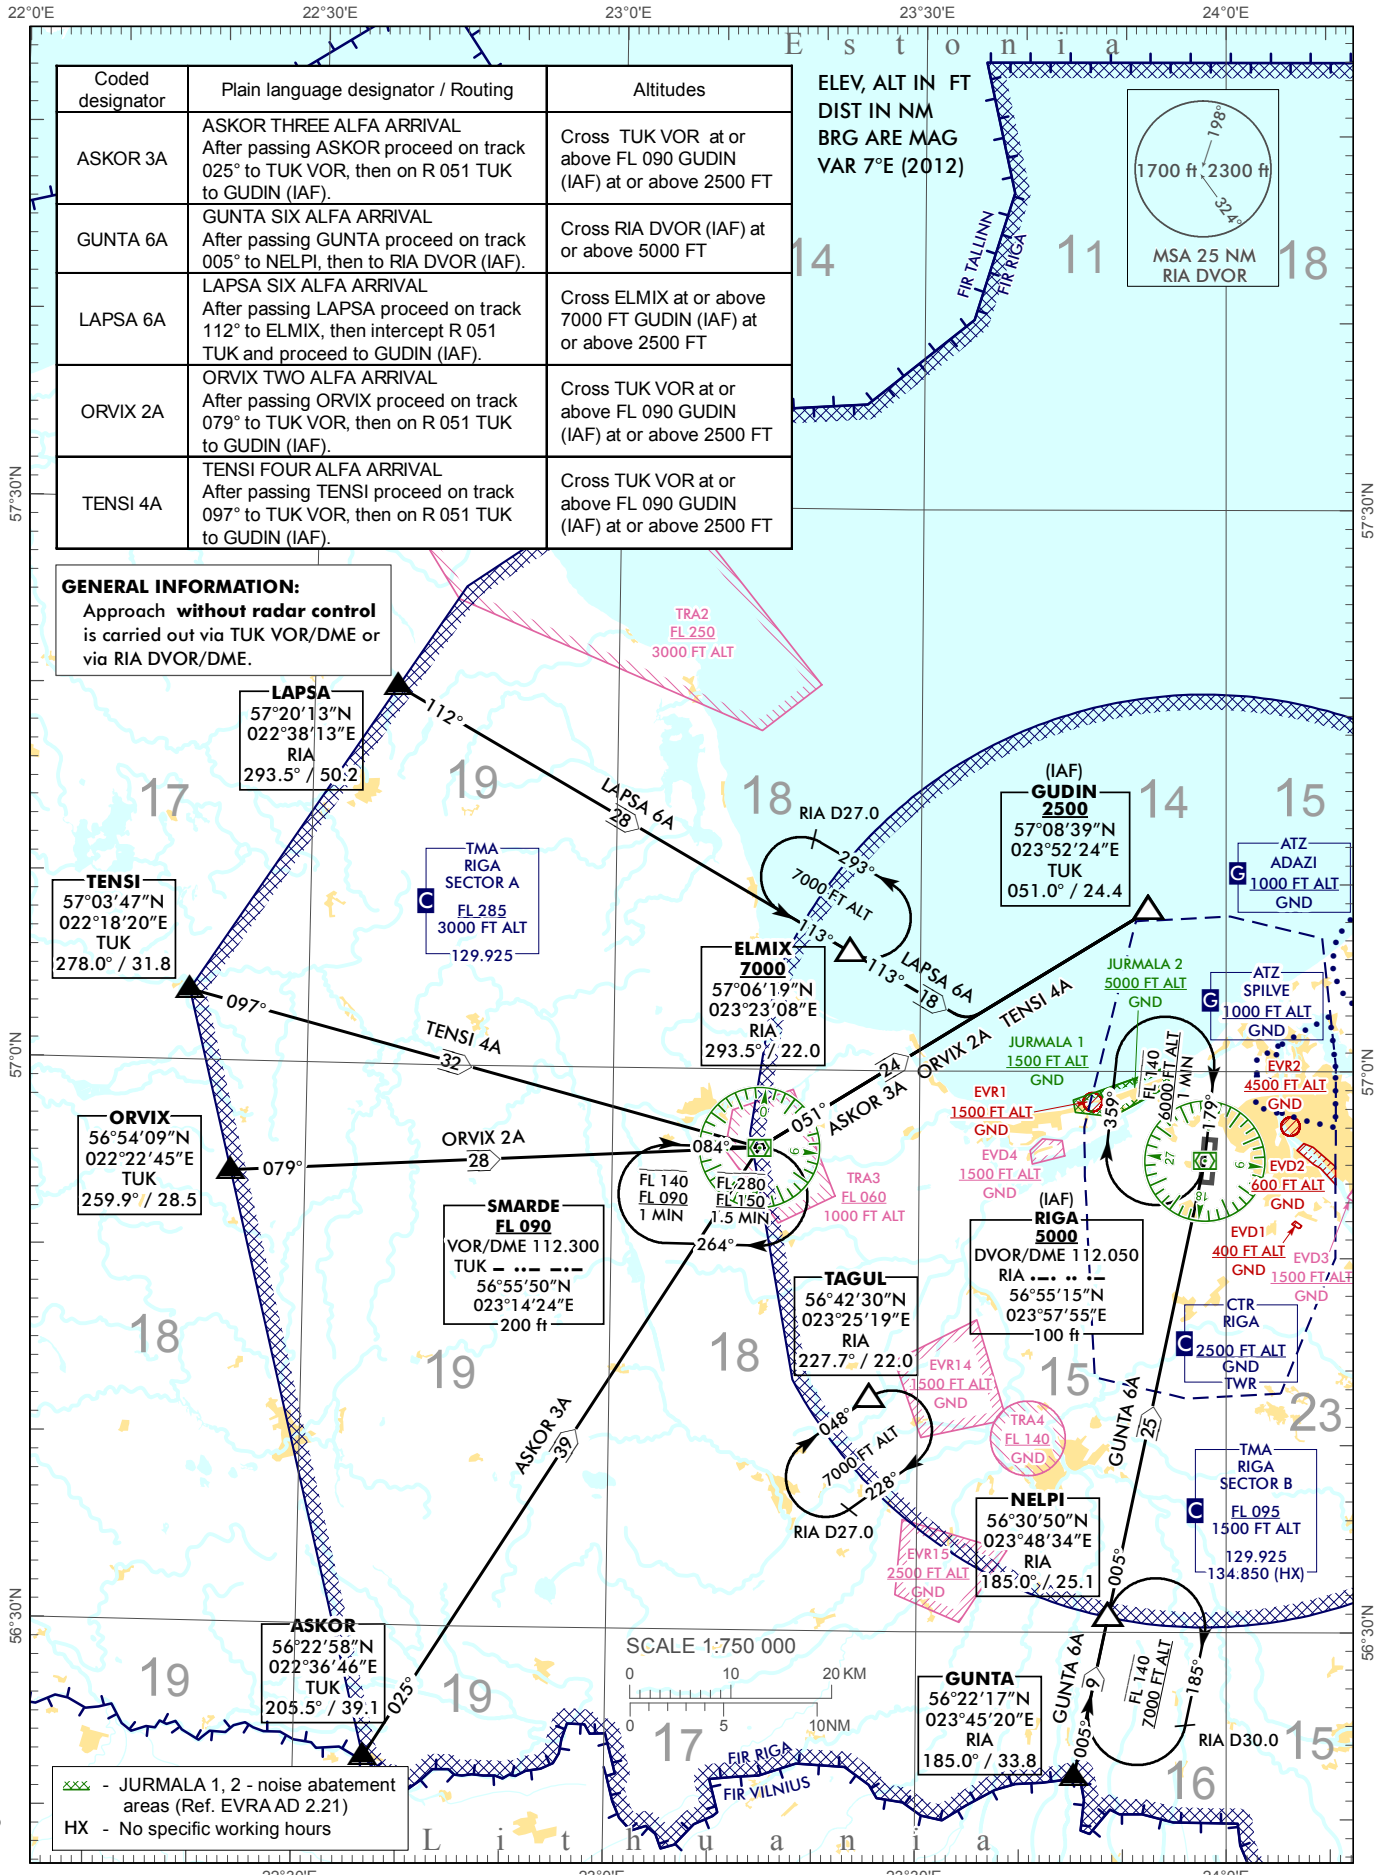 22°0'E 22°30'E 23°0'E 23°30'E 24°0'E
Estonia
Coded designator
Plain language designator / Routing
Altitudes
ASKOR 3A
ASKOR THREE ALFA ARRIVAL
After passing ASKOR proceed on track
025° to TUK VOR, then on R 051 TUK
to GUDIN (IAF).
Cross TUK VOR at or
above FL 090 GUDIN
(IAF) at or above 2500 FT
GUNTA 6A
GUNTA SIX ALFA ARRIVAL
After passing GUNTA proceed on track
005° to NELPI, then to RIA DVOR (IAF).
Cross RIA DVOR (IAF) at
or above 5000 FT
LAPSA 6A
LAPSA SIX ALFA ARRIVAL
After passing LAPSA proceed on track
112° to ELMIX, then intercept R 051
TUK and proceed to GUDIN (IAF).
Cross ELMIX at or above
7000 FT GUDIN (IAF) at
or above 2500 FT
ORVIX 2A
ORVIX TWO ALFA ARRIVAL
After passing ORVIX proceed on track
079° to TUK VOR, then on R 051 TUK
to GUDIN (IAF).
Cross TUK VOR at or
above FL 090 GUDIN
(IAF) at or above 2500 FT
TENSI 4A
TENSI FOUR ALFA ARRIVAL
After passing TENSI proceed on track
097° to TUK VOR, then on R 051 TUK
to GUDIN (IAF).
Cross TUK VOR at or
above FL 090 GUDIN
(IAF) at or above 2500 FT
ELEV, ALT IN FT
DIST IN NM
BRG ARE MAG
VAR 7°E (2012)
198°
1700 ft 2300 ft
324°
MSA 25 NM
RIA DVOR
14
11
18
FIR TALLINN
FIR RIGA
57°30'N
57°30'N
GENERAL INFORMATION:
Approach without radar control
is carried out via TUK VOR/DME or
via RIA DVOR/DME.
TRA2
FL 250
3000 FT ALT
LAPSA
57°20'13"N
022°38'13"E
RIA
293.5° / 50.2
112°
LAPSA 6A
28
17
19
18
14
15
RIA D27.0
293°
7000 FT ALT
113°
113°
18
LAPSA 6A
(IAF)
GUDIN
2500
57°08'39"N
023°52'24"E
TUK
051.0° / 24.4
ATZ
ADAZI
G
1000 FT ALT
GND
TMA
RIGA
SECTOR A
C
FL 285
3000 FT ALT
129.925
TENSI
57°03'47"N
022°18'20"E
TUK
278.0° / 31.8
097°
TENSI 4A
32
ELMIX
7000
57°06'19"N
023°23'08"E
RIA
293.5° / 22.0
JURMALA 2
5000 FT ALT
GND
ATZ
SPILVE
G
1000 FT ALT
GND
JURMALA 1
1500 FT ALT
GND
TENSI 4A
ORVIX 2A
24
ASKOR 3A
051°
57°0'N
57°0'N
EVR1
1500 FT ALT
GND
EVR2
4500 FT ALT
GND
359°
FL 140
6000 FT ALT
1 MIN
179°
ORVIX
56°54'09"N
022°22'45"E
TUK
259.9° / 28.5
079°
ORVIX 2A
28
084°
FL 140
FL 090
1 MIN
FL 280
FL 150
1.5 MIN
264°
0
9
TRA3
FL 060
1000 FT ALT
EVD4
1500 FT ALT
GND
27
9
18
EVD2
600 FT ALT
GND
EVD1
400 FT ALT
GND
EVD3
1500 FT ALT
GND
SMARDE
FL 090
VOR/DME 112.300
TUK – ··– –·–
56°55'50"N
023°14'24"E
200 ft
(IAF)
RIGA
5000
DVOR/DME 112.050
RIA ·–· ·· ·–
56°55'15"N
023°57'55"E
100 ft
TAGUL
56°42'30"N
023°25'19"E
RIA
227.7° / 22.0
CTR
RIGA
C
2500 FT ALT
GND
TWR
18
19
18
15
23
EVR14
1500 FT ALT
GND
TRA4
FL 140
GND
048°
7000 FT ALT
228°
RIA D27.0
ASKOR 3A
39
GUNTA 6A
25
TMA
RIGA
SECTOR B
C
FL 095
1500 FT ALT
129.925
134.850 (HX)
NELPI
56°30'50"N
023°48'34"E
RIA
185.0° / 25.1
EVR15
2500 FT ALT
GND
005°
56°30'N
56°30'N
ASKOR
56°22'58"N
022°36'46"E
TUK
205.5° / 39.1
025°
19
19
17
16
15
SCALE 1:750 000
0 10 20 KM
0 5 10NM
GUNTA
56°22'17"N
023°45'20"E
RIA
185.0° / 33.8
GUNTA 6A
9
005°
FL 140
7000 FT ALT
185°
RIA D30.0
FIR RIGA
FIR VILNIUS
- JURMALA 1, 2 - noise abatement
areas (Ref. EVRA AD 2.21)
HX - No specific working hours
Lithuania